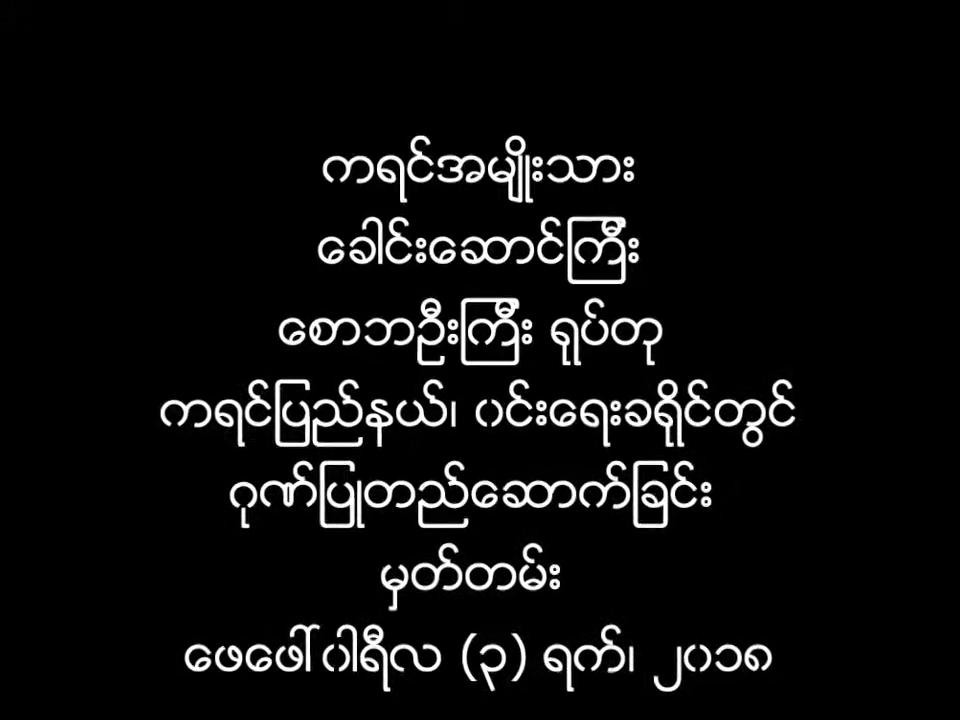 ကရင်အမျိုးသား
ခေါင်းဆောင်ကြီး
စောဘဦးကြီး ရုပ်တု
ကရင်ပြည်နယ်၊ ဝင်းရေးခရိုင်တွင်
ဂုဏ်ပြုတည်ဆောက်ခြင်း
မှတ်တမ်း
ဖေဖေါ်ဝါရီလ (၃) ရက်၊ ၂၀၁၈